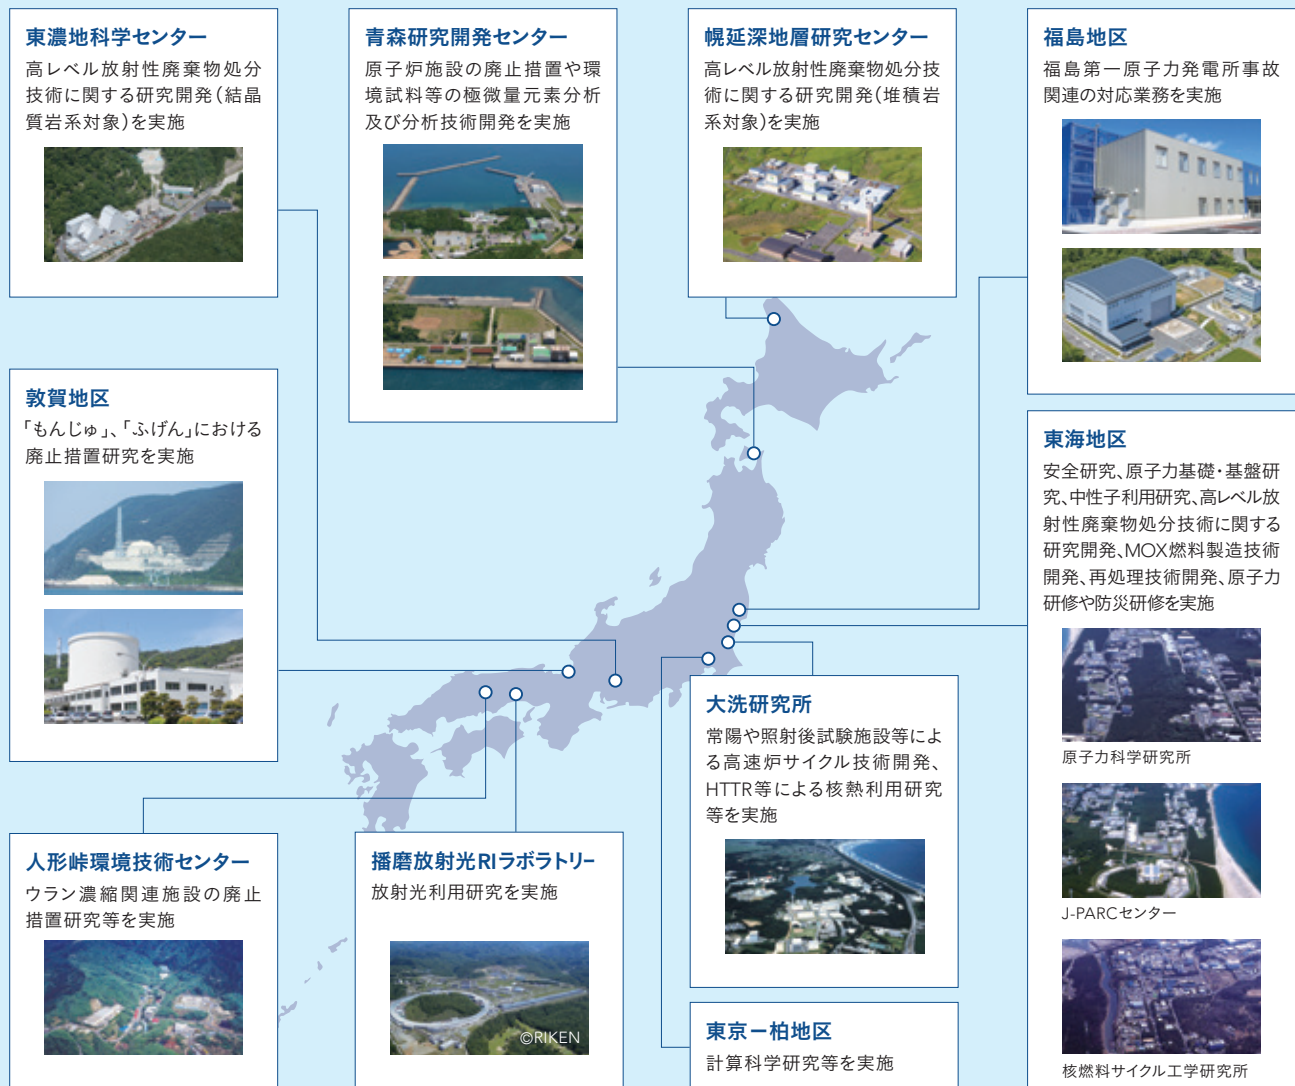 東濃地科学センター
高レベル放射性廃棄物処分
技術に関する研究開発(結晶
質岩系対象)を実施
青森研究開発センター
原子炉施設の廃止措置や環
境試料等の極微量元素分析
及び分析技術開発を実施
幌延深地層研究センター
高レベル放射性廃棄物処分技
術に関する研究開発(堆積岩
系対象)を実施
福島地区
福島第一原子力発電所事故
関連の対応業務を実施
敦賀地区
「もんじゅ」、「ふげん」における
廃止措置研究を実施
東海地区
安全研究、原子力基礎・基盤研
究、中性子利用研究、高レベル放
射性廃棄物処分技術に関する
研究開発、MOX燃料製造技術
開発、再処理技術開発、原子力
研修や防災研修を実施
原子力科学研究所
J-PARCセンター
核燃料サイクル工学研究所
大洗研究所
常陽や照射後試験施設等によ
る高速炉サイクル技術開発、
HTTR等による核熱利用研究
等を実施
人形峠環境技術センター
ウラン濃縮関連施設の廃止
措置研究等を実施
播磨放射光RIラボラトリー
放射光利用研究を実施
©RIKEN
東京ー柏地区
計算科学研究等を実施